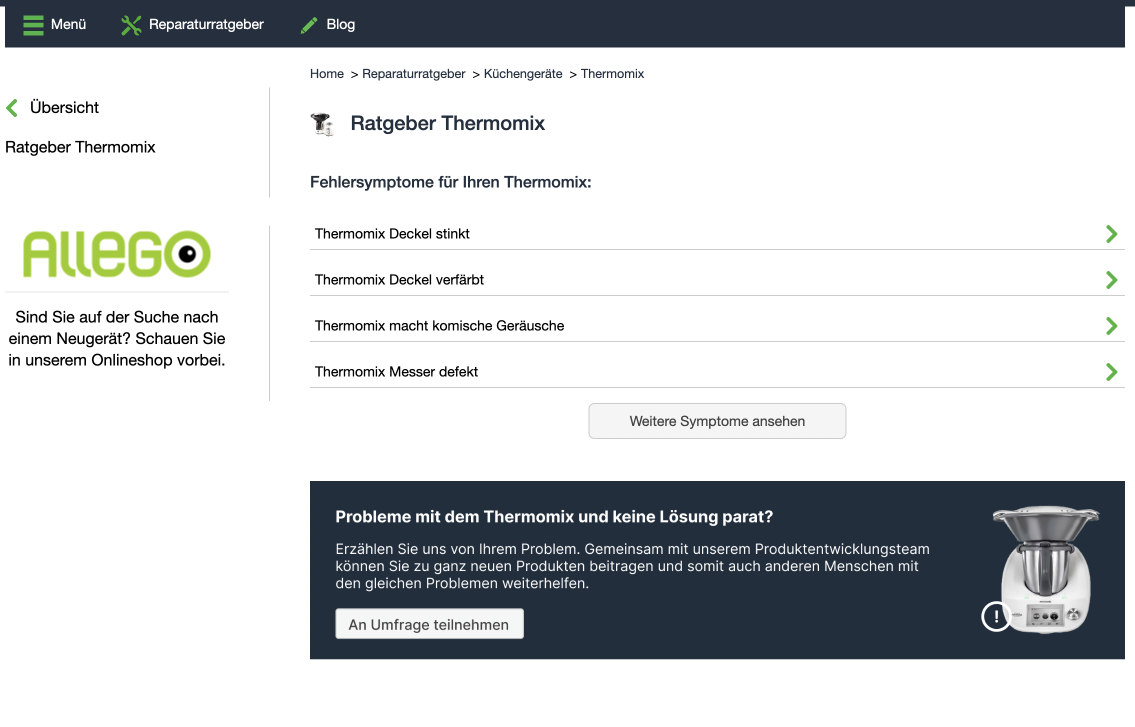 Menü
Reparaturratgeber
Blog
Home > Reparaturratgeber > Küchengeräte > Thermomix
Übersicht
Ratgeber Thermomix
ALLEGO
Sind Sie auf der Suche nach
einem Neugerät? Schauen Sie
in unserem Onlineshop vorbei.
Ratgeber Thermomix
Fehlersymptome für Ihren Thermomix:
Thermomix Deckel stinkt
Thermomix Deckel verfärbt
Thermomix macht komische Geräusche
Thermomix Messer defekt
Weitere Symptome ansehen
Probleme mit dem Thermomix und keine Lösung parat?
Erzählen Sie uns von Ihrem Problem. Gemeinsam mit unserem Produktentwicklungsteam
können Sie zu ganz neuen Produkten beitragen und somit auch anderen Menschen mit
den gleichen Problemen weiterhelfen.
An Umfrage teilnehmen
!